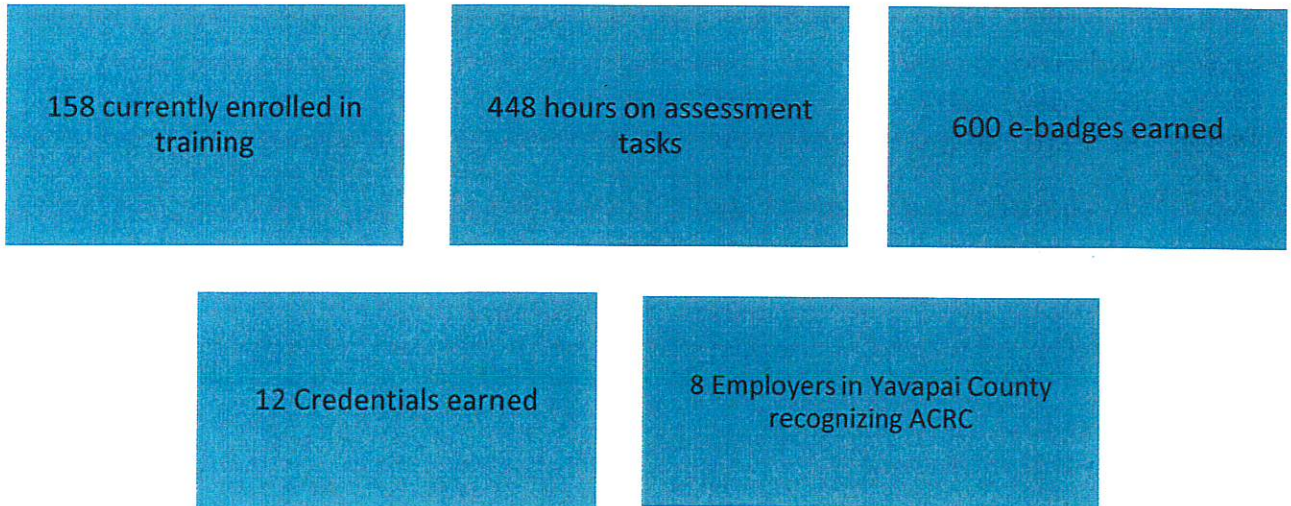 158 currently enrolled in
training
448 hours on assessment
tasks
600 e-badges earned
12 Credentials earned
8 Employers in Yavapai County
recognizing ACRC